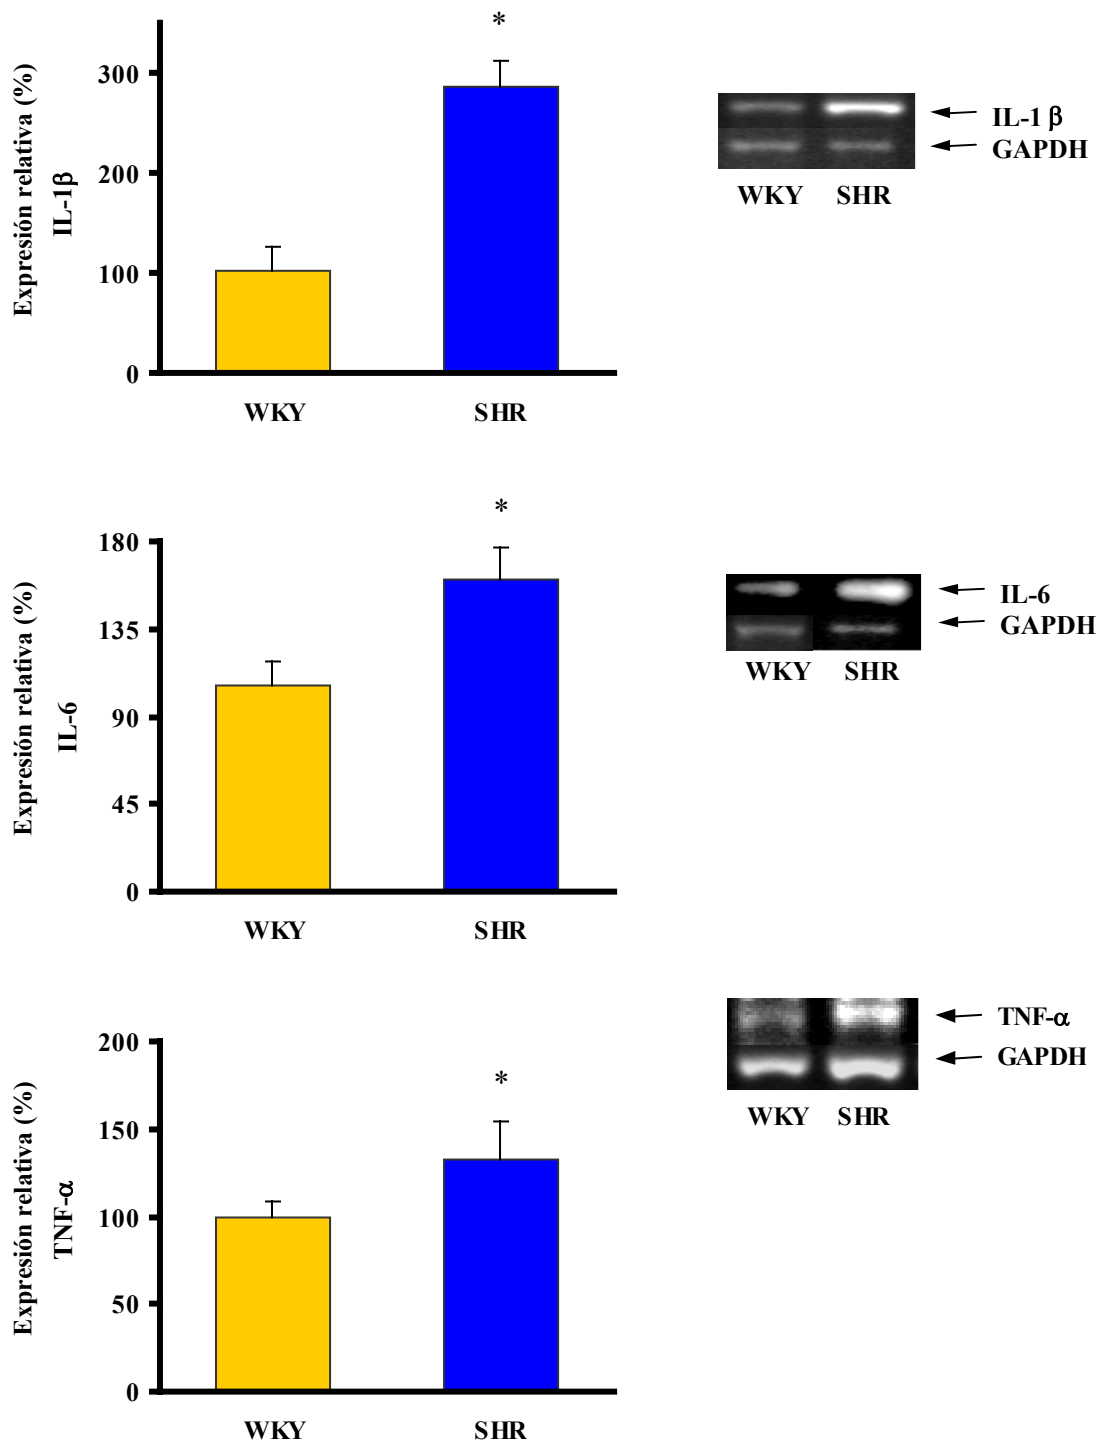 Expresión relativa (%)
IL-1β
*
300
200
100
0
WKY SHR
IL-1 β
GAPDH
WKY SHR
Expresión relativa (%)
IL-6
*
180
135
90
45
0
WKY SHR
IL-6
GAPDH
WKY SHR
Expresión relativa (%)
TNF-α
*
200
150
100
50
0
WKY SHR
TNF-α
GAPDH
WKY SHR